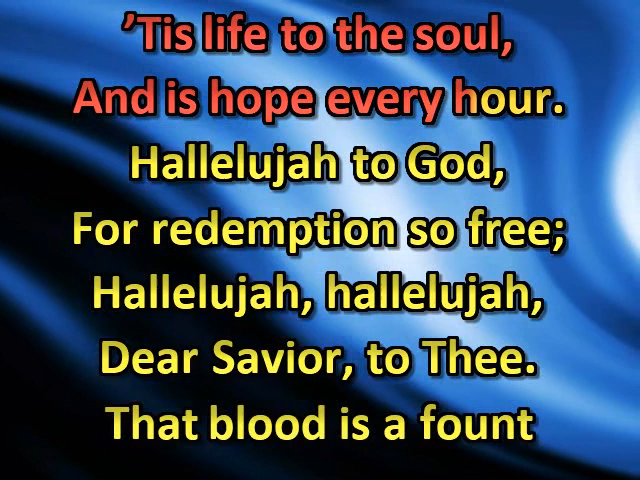 ’Tis life to the soul,
And is hope every hour.
Hallelujah to God,
For redemption so free;
Hallelujah, hallelujah,
Dear Savior, to Thee.
That blood is a fount